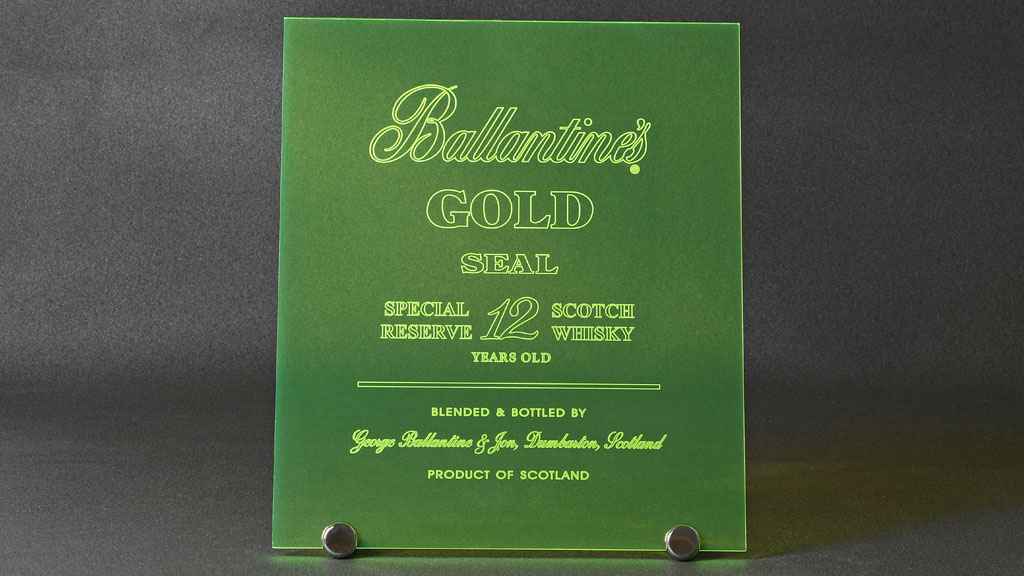 Ballantine's
GOLD
SEAL
SPECIAL RESERVE 12 SCOTCH WHISKY
YEARS OLD
BLENDED & BOTTLED BY
George Ballantine & Jon, Dumbarton, Scotland
PRODUCT OF SCOTLAND